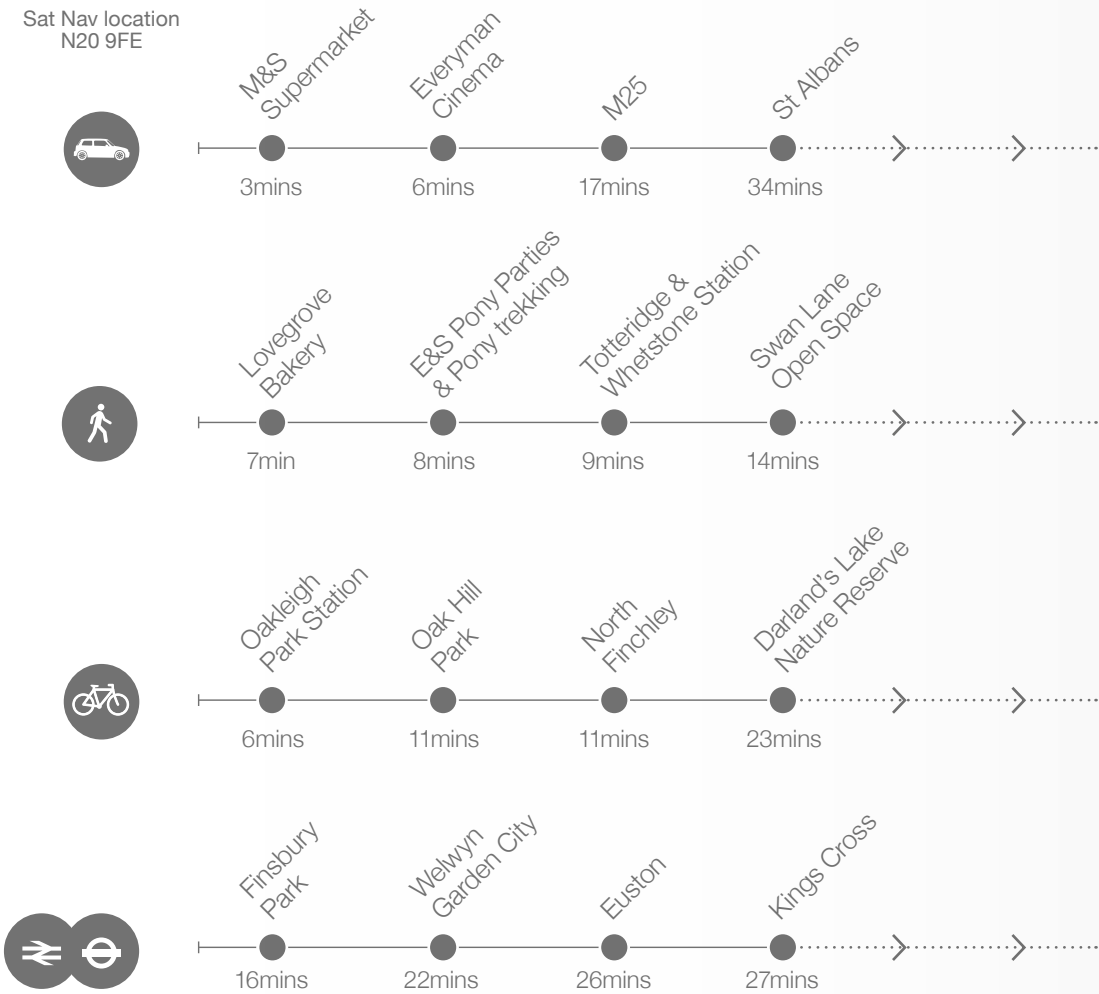 Sat Nav location
N20 9FE
M&S
Supermarket
Everyman
Cinema
M25
St Albans
3mins
6mins
17mins
34mins
Lovegrove
Bakery
E&S Pony Parties
& Pony trekking
Totteridge &
Whetstone Station
Swan Lane
Open Space
7min
8mins
9mins
14mins
Oakleigh
Park Station
Oak Hill
Park
North
Finchley
Darland's Lake
Nature Reserve
6mins
11mins
11mins
23mins
Finsbury
Park
Welwyn
Garden City
Euston
Kings Cross
16mins
22mins
26mins
27mins